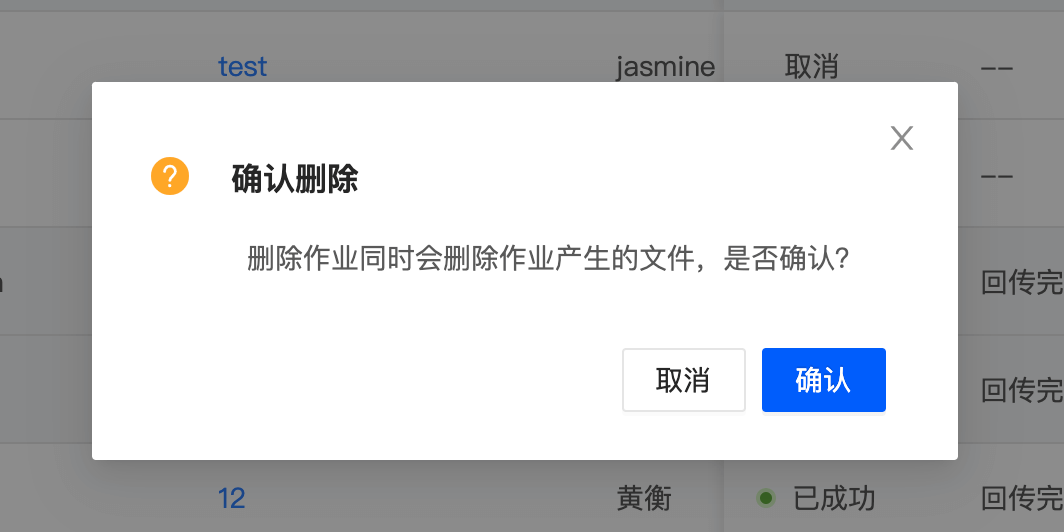 test jasmine 取消 --
确认删除
--
删除作业同时会删除作业产生的文件，是否确认?
回传完
取消 确认
回传完
12 黄衡 已成功 回传完